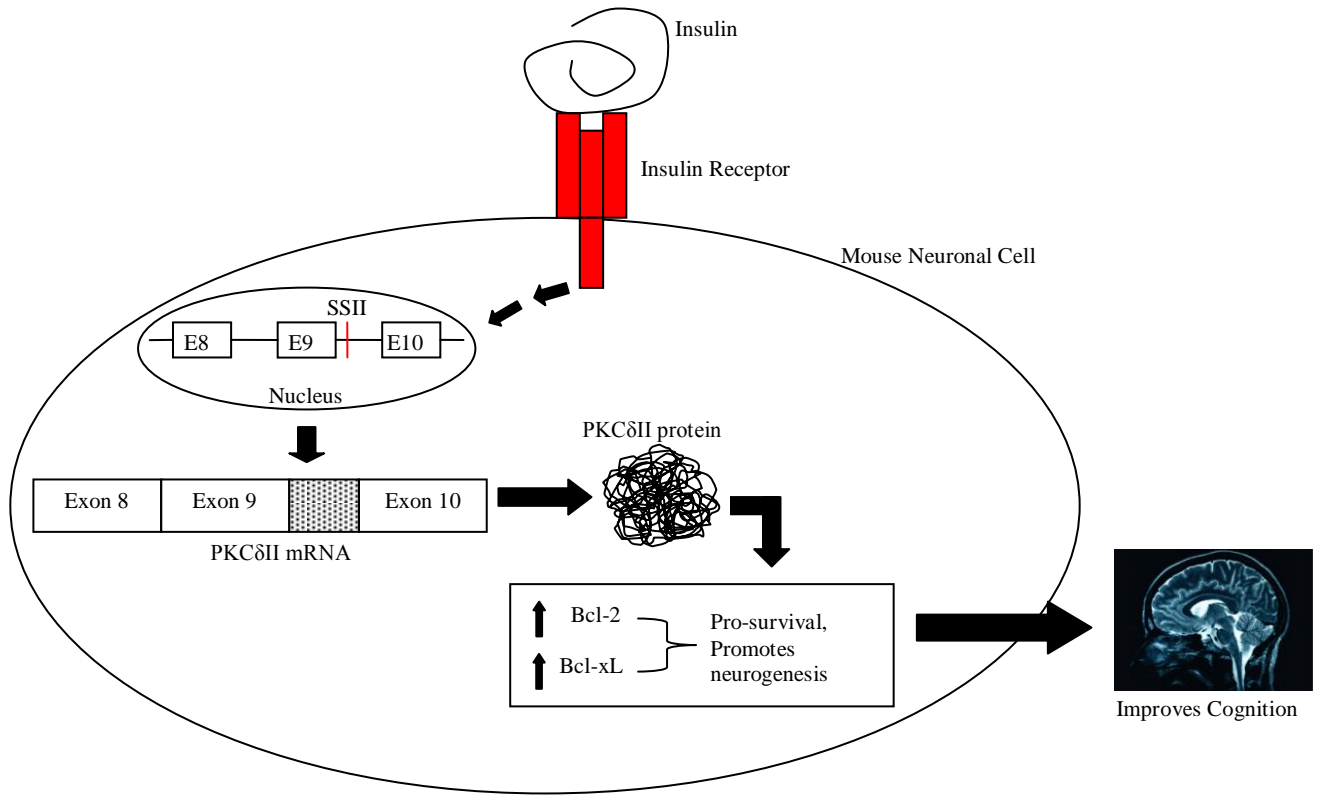 Insulin
Insulin Receptor
Mouse Neuronal Cell
SSII
E8
E9
E10
Nucleus
PKCδII protein
Exon 8
Exon 9
Exon 10
PKCδII mRNA
Bcl-2
Bcl-xL
Pro-survival,
Promotes
neurogenesis
Improves Cognition